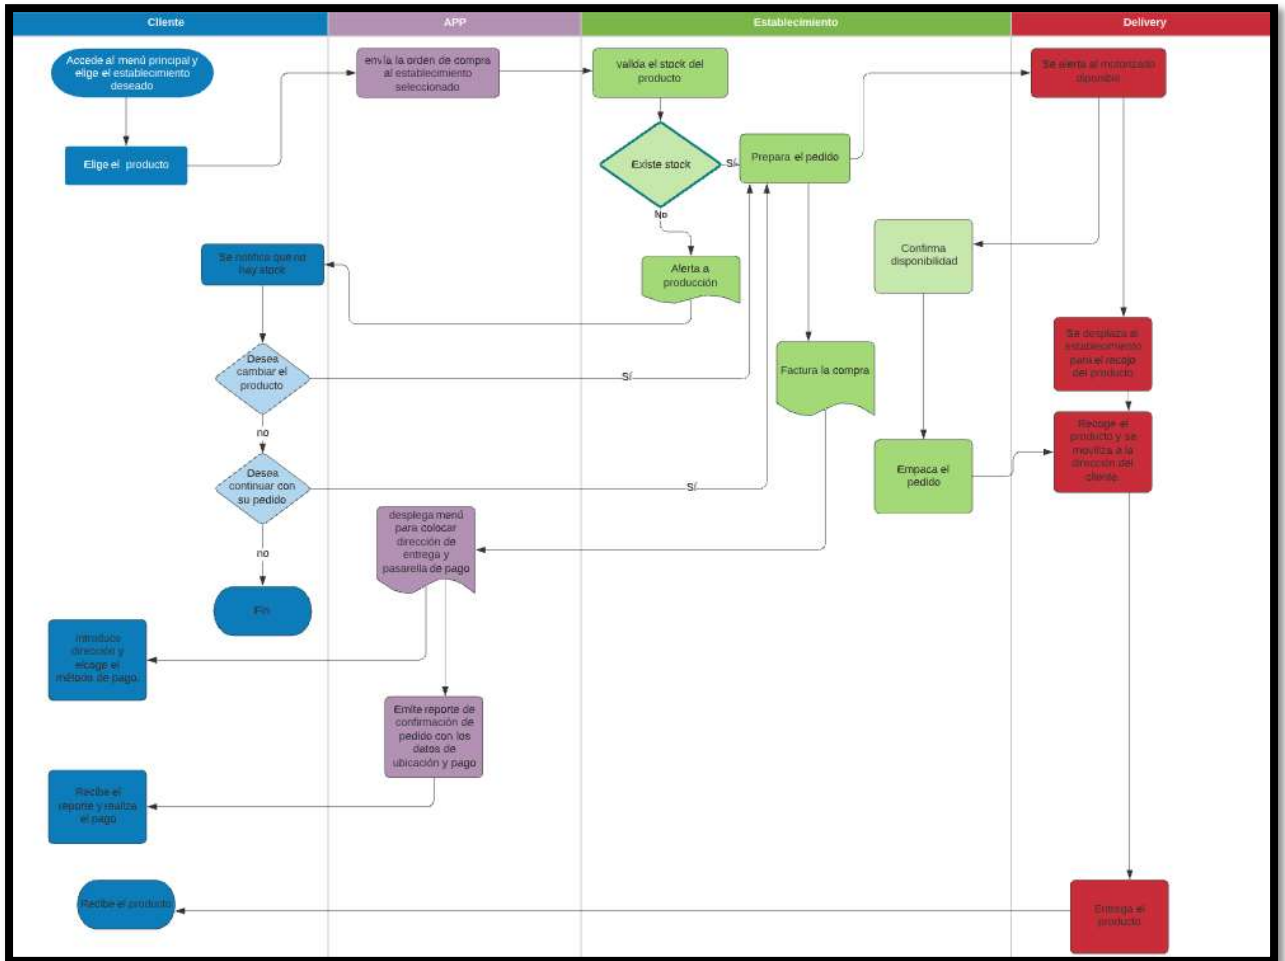 Cliente
APP
Establecimiento
Delivery
Accede al menú principal y
elige el establecimiento
deseado
envía la orden de compra
al establecimiento
seleccionado
valida el stock del
producto
Se alerta al motorizado
diponible
Elige el producto
Existe stock
Sí
Prepara el pedido
No
Se notifica que no
hay stock
Alerta a
producción
Confirma
disponibilidad
Desea
cambiar el
producto
Sí
Factura la compra
Se desplaza al
establecimiento
para el recojo
del producto
no
Desea
continuar con
su pedido
Sí
Empaca el
pedido
Recoge el
producto y se
moviliza a la
dirección del
cliente.
no
desplega menú
para colocar
dirección de
entrega y
pasarella de pago
Fin
Introduce
dirección y
elcoge el
método de pago.
Emite reporte de
confirmación de
pedido con los
datos de
ubicación y pago
Recibe el
reporte y realiza
el pago
Recibe el producto
Entrega el
producto